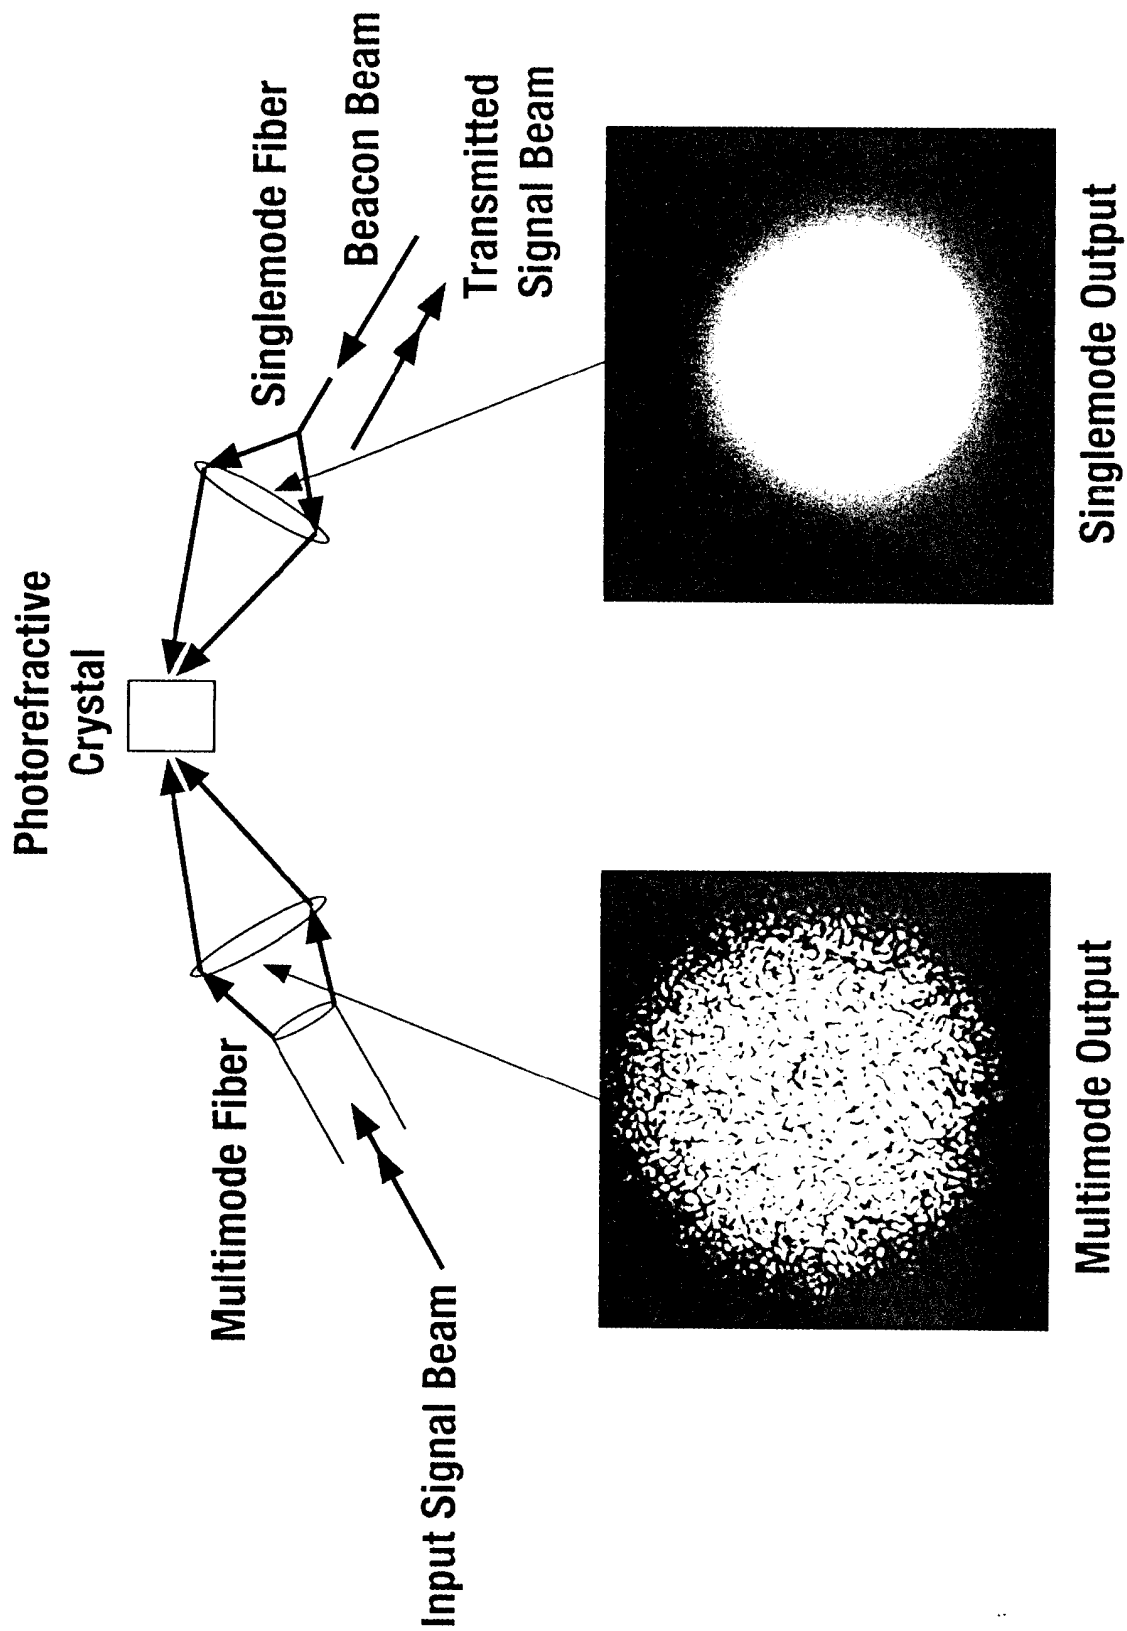 Photorefractive
Crystal
Multimode Fiber
Singlemode Fiber
Input Signal Beam
Beacon Beam
Transmitted
Signal Beam
Multimode Output
Singlemode Output